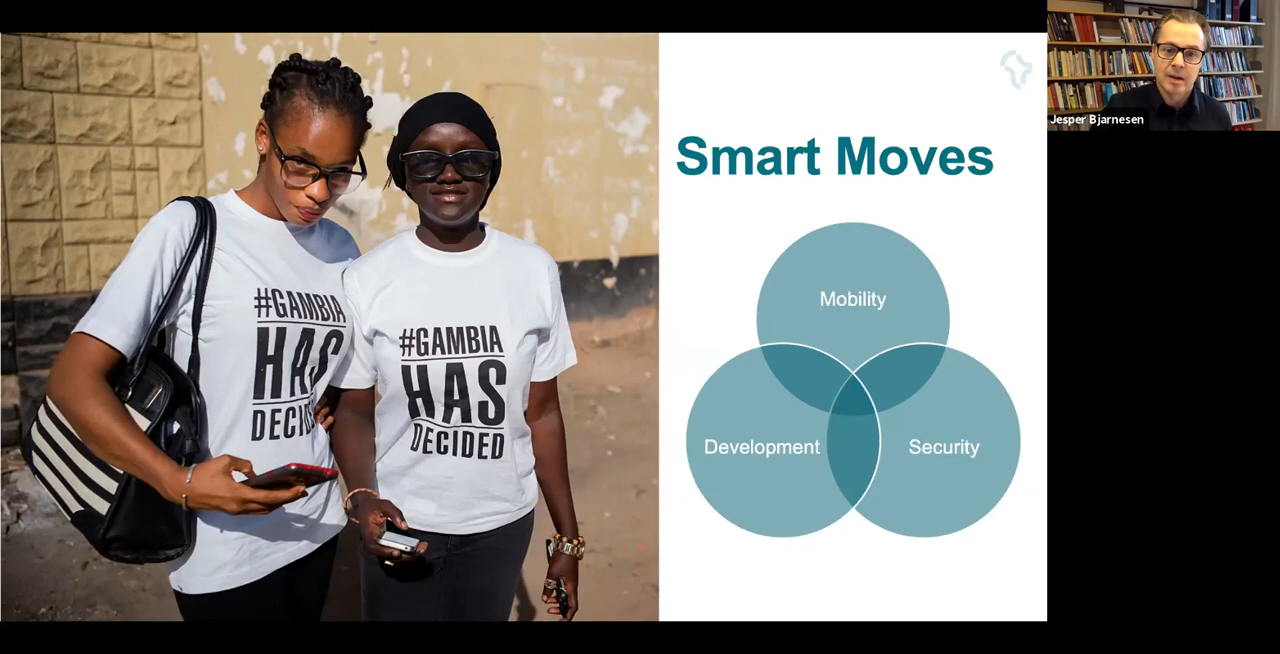 #GAMBIA
HAS
DECIDED
#GAMBIA
HAS
DECIDED
Smart Moves
Mobility
Development
Security
Jesper Bjarnesen